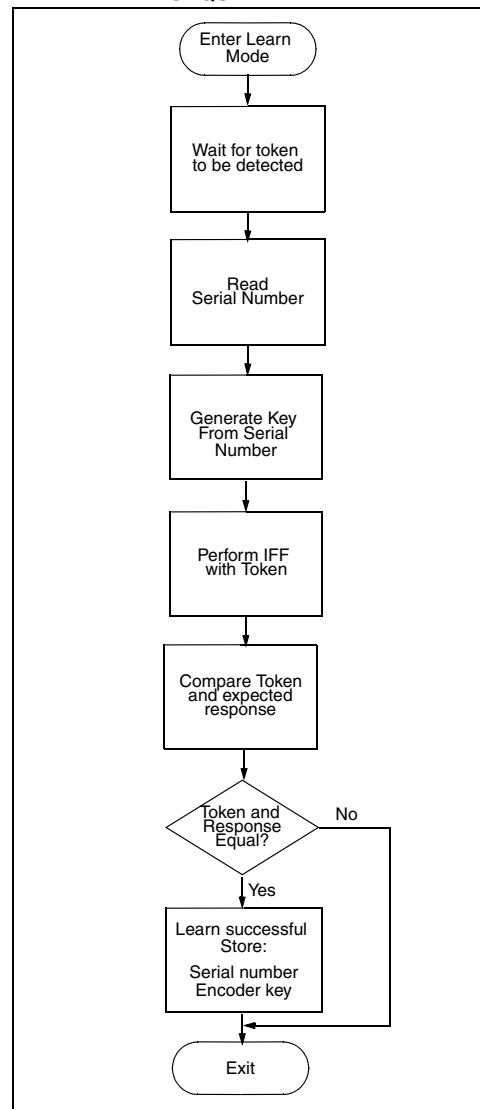 Enter Learn
Mode
Wait for token
to be detected
Read
Serial Number
Generate Key
From Serial
Number
Perform IFF
with Token
Compare Token
and expected
response
Token and
Response
Equal?
No
Yes
Learn successful
Store:
Serial number
Encoder key
Exit